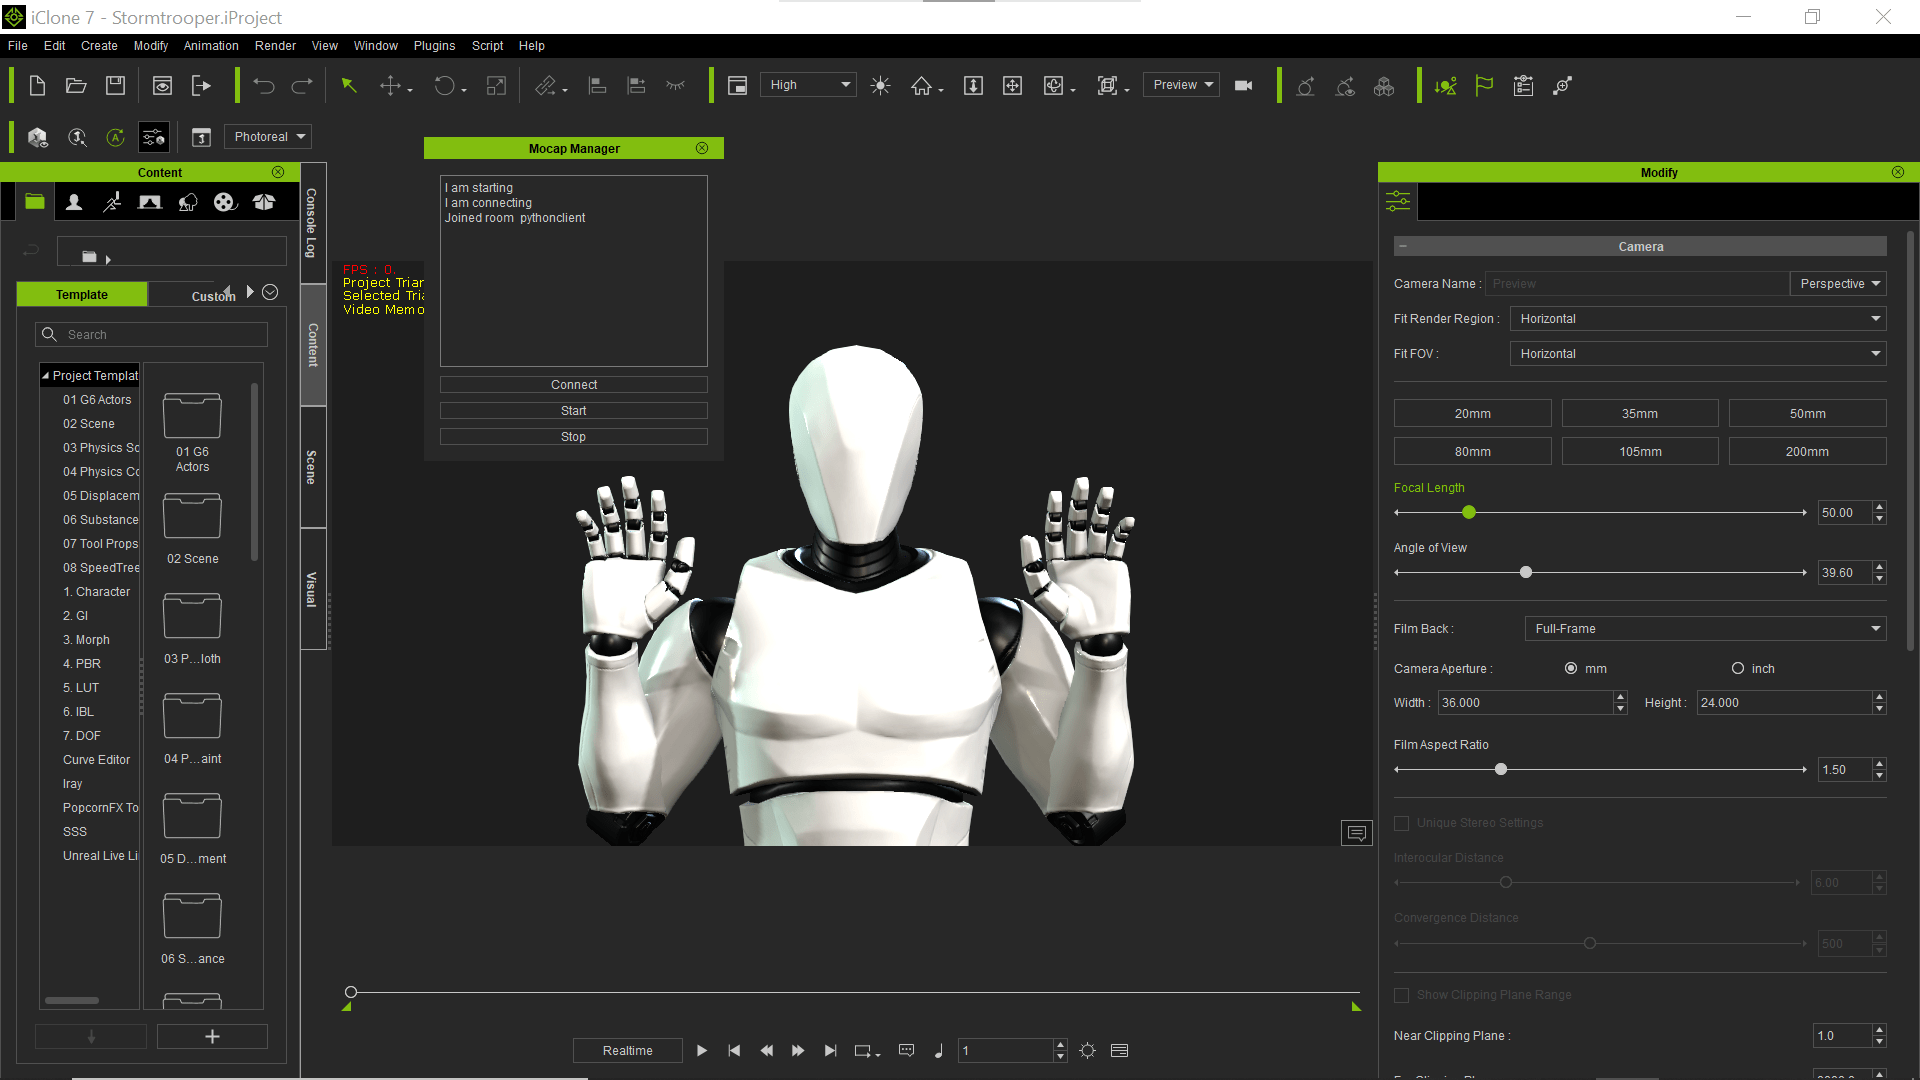 iClone 7 - Stormtrooper.iProject
File Edit Create Modify Animation Render View Window Plugins Script Help
High
Preview
Photoreal
Content
Template
Custom
Search
Project Templat
01 G6 Actors
02 Scene
03 Physics Sc
04 Physics Co
05 Displacem
06 Substance
07 Tool Props
08 SpeedTree
1. Character
2. GI
3. Morph
4. PBR
5. LUT
6. IBL
7. DOF
Curve Editor
Iray
PopcornFX To
SSS
Unreal Live Li
01 G6
Actors
02 Scene
03 P...loth
04 P...aint
05 D...ment
06 S...ance
Console Log
Content
Scene
Visual
Mocap Manager
I am starting
I am connecting
Joined room pythonclient
Connect
Start
Stop
FPS : 0.
Project Trian
Selected Tria
Video Memo
Realtime
1
Modify
Camera
Camera Name : Preview Perspective
Fit Render Region : Horizontal
Fit FOV : Horizontal
20mm 35mm 50mm
80mm 105mm 200mm
Focal Length
50.00
Angle of View
39.60
Film Back : Full-Frame
Camera Aperture : mm inch
Width : 36.000 Height : 24.000
Film Aspect Ratio
1.50
Unique Stereo Settings
Interocular Distance
6.00
Convergence Distance
500
Show Clipping Plane Range
Near Clipping Plane : 1.0